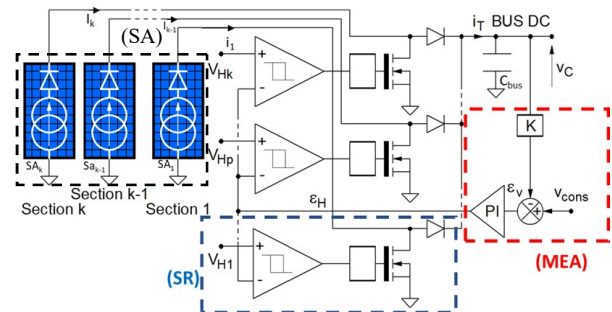 I_k
(SA)
I_k-1
i_1
i_T BUS DC
V_Hk
C_bus
v_C
K
V_Hp
SA_k
Sa_k-1
SA_1
Section k-1
Section k
Section 1
ε_H
PI
ε_v
v_cons
- +
(MEA)
(SR)
V_H1
+
-
+
-
+
-